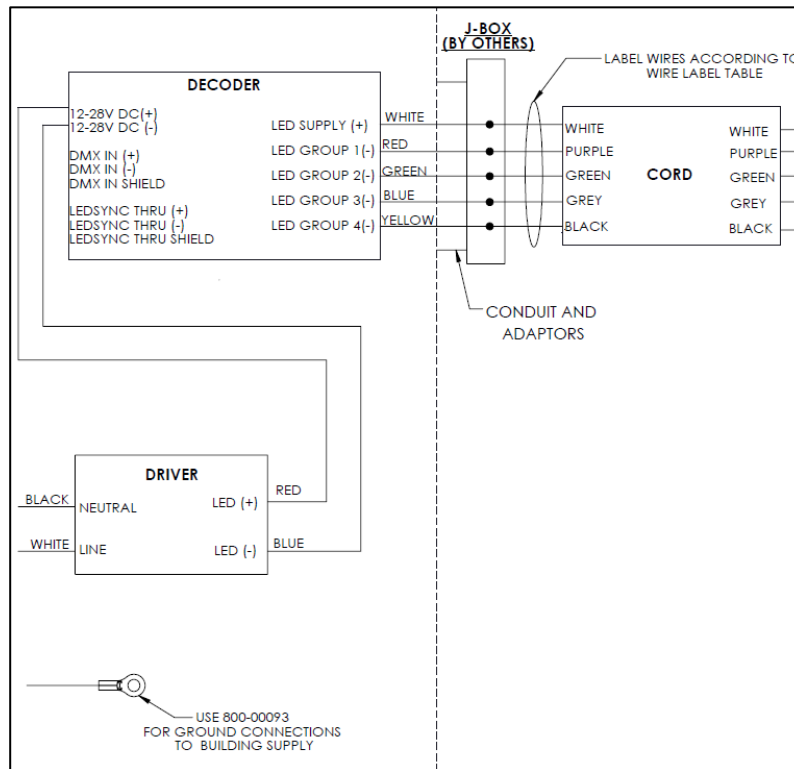 J-BOX
(BY OTHERS)
LABEL WIRES ACCORDING TO
WIRE LABEL TABLE
DECODER
12-28V DC(+)
12-28V DC (-)
DMX IN (+)
DMX IN (-)
DMX IN SHIELD
LEDSYNC THRU (+)
LEDSYNC THRU (-)
LEDSYNC THRU SHIELD
LED SUPPLY (+)
LED GROUP 1(-)
LED GROUP 2(-)
LED GROUP 3(-)
LED GROUP 4(-)
WHITE
RED
GREEN
BLUE
YELLOW
WHITE
PURPLE
GREEN
GREY
BLACK
CORD
WHITE
PURPLE
GREEN
GREY
BLACK
CONDUIT AND
ADAPTORS
DRIVER
BLACK
NEUTRAL
WHITE
LINE
LED (+)
LED (-)
RED
BLUE
USE 800-00093
FOR GROUND CONNECTIONS
TO BUILDING SUPPLY